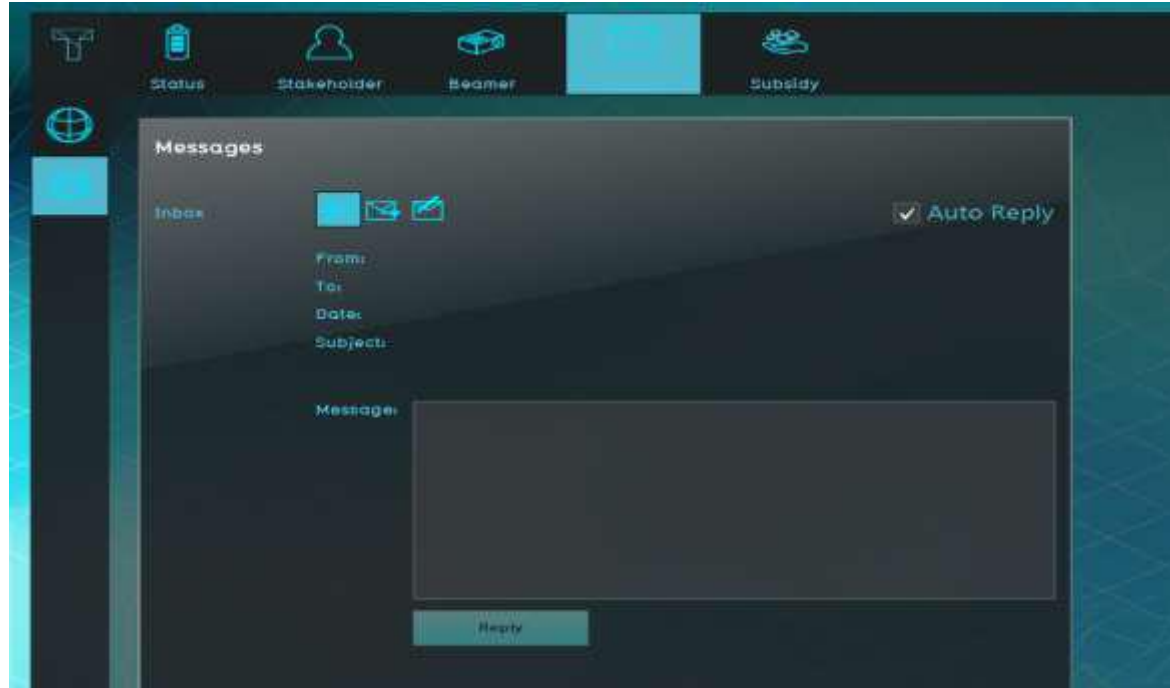 Status Stakeholder Beamer Subsidy
Messages
Inbox
Auto Reply
From:
To:
Date:
Subject:
Message:
Reply